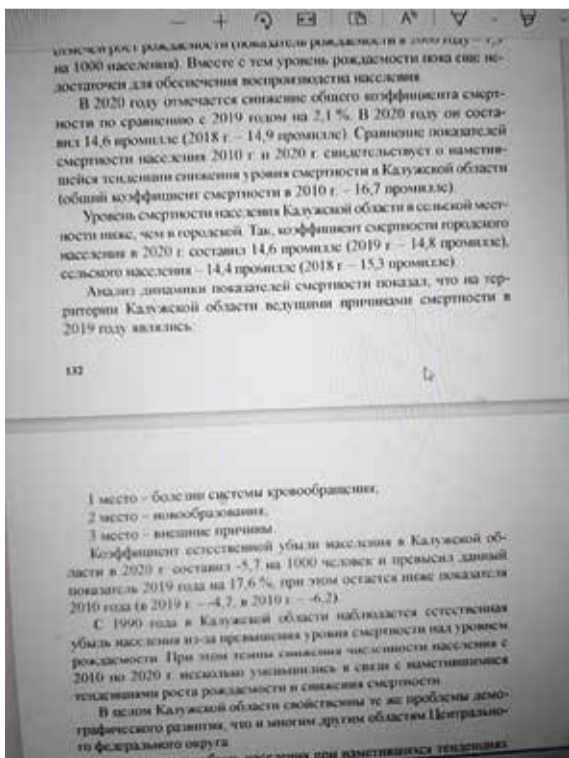 на 1000 населения). Вместе с тем уровень рождаемости пока еще не-
достаточен для обеспечения воспроизводства населения.
В 2020 году отмечается снижение общего коэффициента смерт-
ности по сравнению с 2019 годом на 2,1 %. В 2020 году он соста-
вил 14,6 промилле (2018 г. – 14,9 промилле). Сравнение показателей
смертности населения 2010 г. и 2020 г. свидетельствует о наметив-
шейся тенденции снижения уровня смертности в Калужской области
(общий коэффициент смертности в 2010 г. – 16,7 промилле).
Уровень смертности населения Калужской области в сельской мест-
ности ниже, чем в городской. Так, коэффициент смертности городского
населения в 2020 г. составил 14,6 промилле (2019 г. – 14,8 промилле),
сельского населения – 14,4 промилле (2018 г. – 15,3 промилле).
Анализ динамики показателей смертности показал, что на тер-
ритории Калужской области ведущими причинами смертности в
2019 году являлись:
132
1 место – болезни системы кровообращения;
2 место – новообразования;
3 место – внешние причины.
Коэффициент естественной убыли населения в Калужской об-
ласти в 2020 г. составил -5,7 на 1000 человек и превысил данный
показатель 2019 года на 17,6 %, при этом остается ниже показателя
2010 года (в 2019 г. – -4,7, в 2010 г. – -6,2).
С 1990 года в Калужской области наблюдается естественная
убыль населения из-за превышения уровня смертности над уровнем
рождаемости. При этом темпы снижения численности населения с
2010 по 2020 г. несколько уменьшились в связи с наметившимися
тенденциями роста рождаемости и снижения смертности.
В целом Калужской области свойственны те же проблемы демо-
графического развития, что и многим другим областям Центрально-
го федерального округа.
населения при наметившихся тенденциях